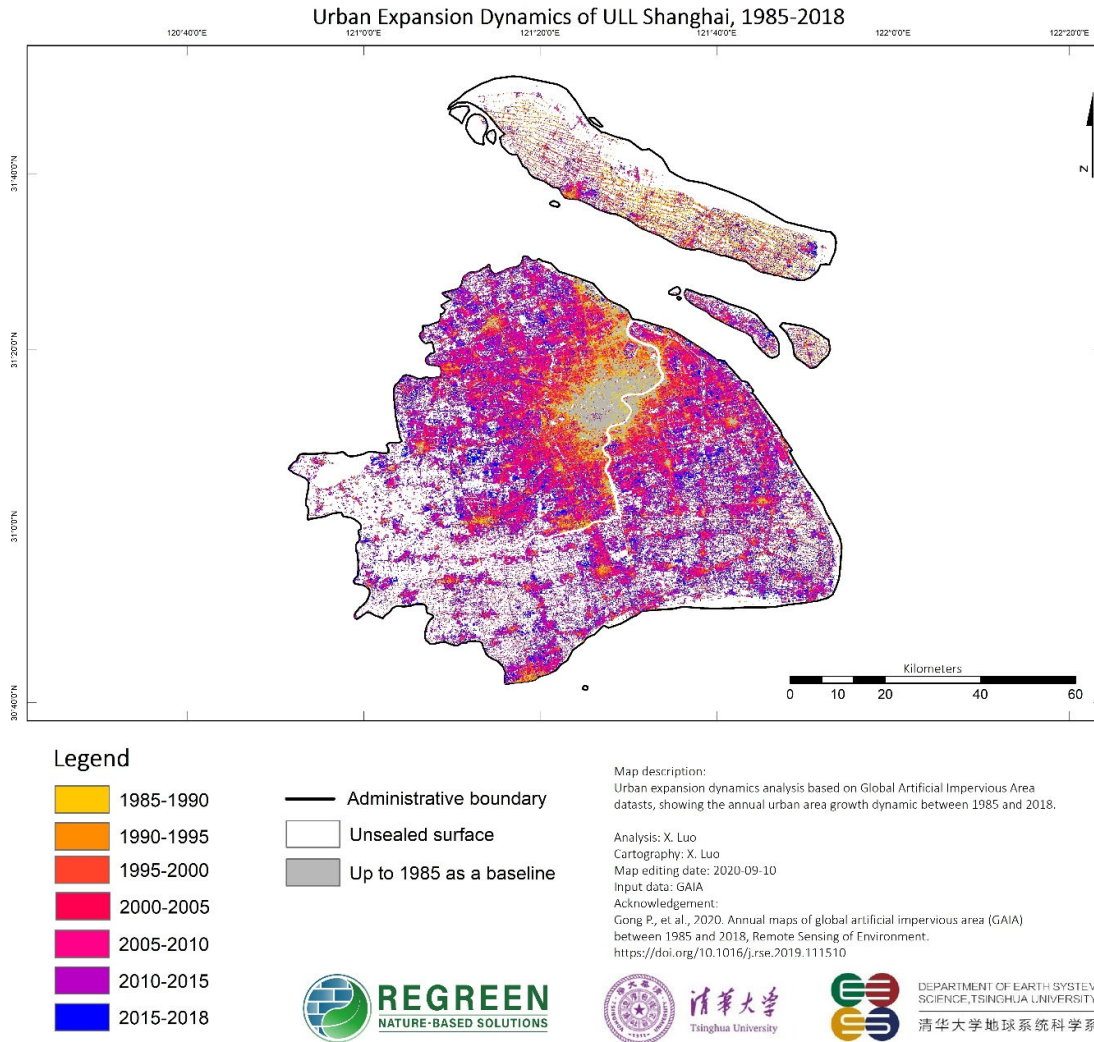 Urban Expansion Dynamics of ULL Shanghai, 1985-2018
120°40'0"E 121°0'0"E 121°20'0"E 121°40'0"E 122°0'0"E 122°20'0"E
31°40'0"N
31°20'0"N
31°0'0"N
30°40'0"N
N
Kilometers
0 10 20 40 60
Legend
1985-1990
1990-1995
1995-2000
2000-2005
2005-2010
2010-2015
2015-2018
Administrative boundary
Unsealed surface
Up to 1985 as a baseline
Map description:
Urban expansion dynamics analysis based on Global Artificial Impervious Area
datasts, showing the annual urban area growth dynamic between 1985 and 2018.
Analysis: X. Luo
Cartography: X. Luo
Map editing date: 2020-09-10
Input data: GAIA
Acknowledgement:
Gong P., et al., 2020. Annual maps of global artificial impervious area (GAIA)
between 1985 and 2018, Remote Sensing of Environment.
https://doi.org/10.1016/j.rse.2019.111510
REGREEN
NATURE-BASED SOLUTIONS
清華大学
Tsinghua University
DEPARTMENT OF EARTH SYSTEM
SCIENCE,TSINGHUA UNIVERSITY
清华大学地球系统科学系